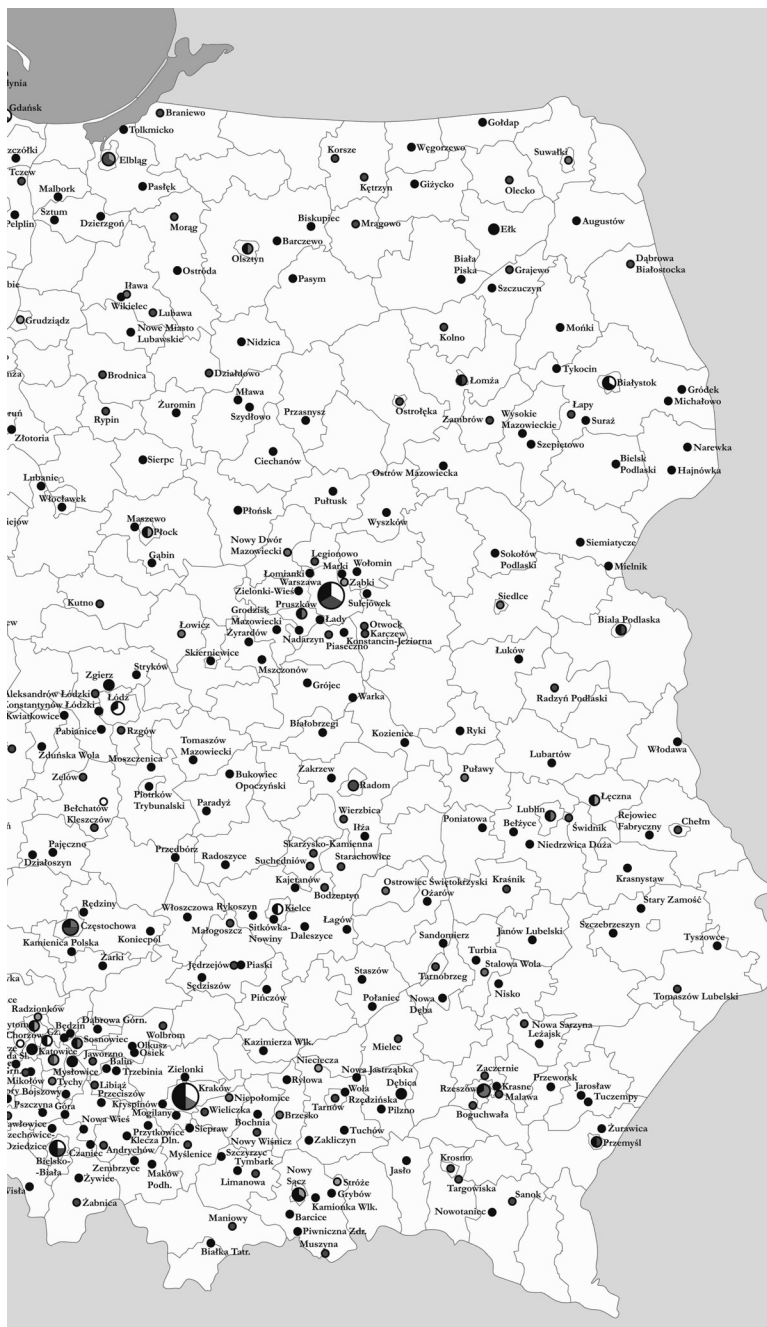 dynia
Gdańsk
Braniewo
Tolkmicko
Gołdap
zczółki
Elbląg
Korsze
Węgorzewo
Suwałki
Tczew
Malbork
Pasłęk
Kętrzyn
Giżycko
Olecko
Pelplin
Sztum
Dzierzgoń
Morąg
Biskupiec
Mrągowo
Ełk
Augustów
Olsztyn
Barczewo
Ostróda
Pasym
Biała
Piska
Grajewo
Szczuczyn
Dąbrowa
Białostocka
bie
Iława
Wikielec
Lubawa
Grudziądz
Nowe Miasto
Lubawskie
Nidzica
Kolno
Mońki
Tykocin
Brodnica
Działdowo
Łomża
Białystok
Gródek
Michałowo
Rypin
Żuromin
Mława
Szydłowo
Przasnysz
Ostrołęka
Zambrów
Wysokie
Mazowieckie
Łapy
Suraż
ruń
Złotoria
Szepiętowo
Narewka
Sierpc
Ciechanów
Ostrów Mazowiecka
Bielsk
Podlaski
Hajnówka
Lubanie
Włocławek
Pułtusk
iejów
Maszewo
Płock
Płońsk
Wyszków
Gąbin
Nowy Dwór
Mazowiecki
Legionowo
Marki
Wołomin
Sokołów
Podlaski
Siemiatycze
Mielnik
Łomianki
Warszawa
Ząbki
Zielonki-Wieś
Sulejówek
Kutno
Pruszków
Siedlce
Grodzisk
Mazowiecki
Łady
Otwock
Karczew
Biała Podlaska
Łowicz
Żyrardów
Nadarzyn
Piaseczno
Konstancin-Jeziorna
Skierniewice
Mszczonów
Łuków
Stryków
Zgierz
Grójec
Warka
Radzyń Podlaski
Aleksandrów Łódzki
Łódź
Konstantynów Łódzki
Kwiatkowice
Pabianice
Rzgów
Białobrzegi
Kozienice
Ryki
Włodawa
Zduńska Wola
Moszczenica
Tomaszów
Mazowiecki
Lubartów
Zelów
Piotrków
Trybunalski
Bukowiec
Opoczyński
Zakrzew
Radom
Puławy
Bełchatów
Kleszczów
Paradyż
Wierzbica
Iłża
Poniatowa
Lublin
Łęczna
Bełżyce
Świdnik
Rejowiec
Fabryczny
Chełm
Niedrzwica Duża
Pajęczno
Działoszyn
Przedbórz
Radoszyce
Skarżysko-Kamienna
Suchedniów
Starachowice
Krasnystaw
Kajetanów
Bodzentyn
Ostrowiec Świętokrzyski
Ożarów
Kraśnik
Stary Zamość
Rędziny
Częstochowa
Włoszczowa
Rykoszyn
Kielce
Małogoszcz
Sitkówka-
Nowiny
Daleszyce
Łagów
Kamienica Polska
Koniecpol
Sandomierz
Janów Lubelski
Szczebrzeszyn
Tyszowce
Żarki
Jędrzejów
Piaski
Turbia
Tarnobrzeg
Stalowa Wola
Sędziszów
Pińczów
Staszów
Połaniec
Nowa
Dęba
Nisko
Tomaszów Lubelski
Radzionków
Bytom
Będzin
Dąbrowa Górn.
Wolbrom
Nowa Sarzyna
Leżajsk
Chorzów
Cz.
Sosnowiec
Olkusz
Osiek
Kazimierza Wlk.
Mielec
Katowice
Jaworzno
Mysłowice
Balin
Trzebinia
Zielonki
Nieciecza
Nowa Jastrząbka
Zaczernie
Mikołów
Tychy
Libiąż
Kraków
Rylowa
Dębica
Rzeszów
Krasne
Malawa
Przeworsk
Jarosław
Tuczempy
Bojszowy
Przeciszów
Kryspinów
Niepołomice
Wola
Rzędzińska
Pszczyna
Góra
Mogilany
Wieliczka
Brzesko
Tarnów
Pilzno
Boguchwała
Nowa Wieś
Przytkowice
Siepraw
Bochnia
Tuchów
Żurawica
Klecza Dln.
Nowy Wiśnicz
Zakliczyn
Przemyśl
Bielsko
-Biała
Czaniec
Andrychów
Myślenice
Szczyrzyc
Tymbark
Krosno
Zembrzyce
Maków
Podh.
Limanowa
Nowy
Sącz
Stróże
Jasło
Targowiska
Żywiec
Grybów
Kamionka Wlk.
Sanok
Wisła
Żabnica
Maniowy
Barcice
Nowotaniec
Piwniczna Zdr.
Białka Tatr.
Muszyna